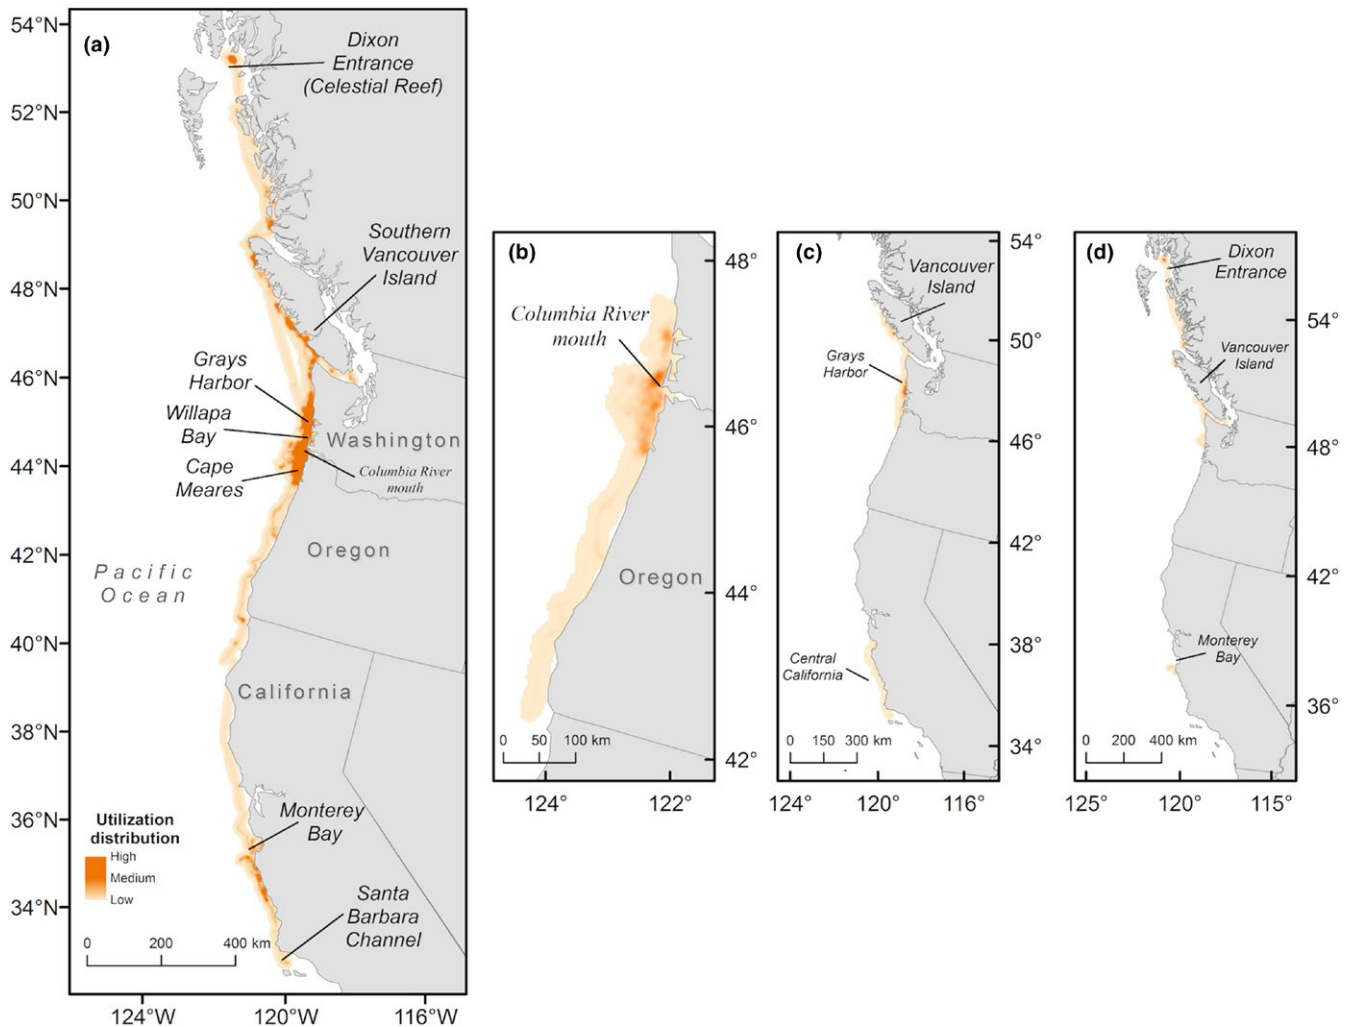 (a)
54°N
52°N
50°N
48°N
46°N
44°N
42°N
40°N
38°N
36°N
34°N
Dixon
Entrance
(Celestial Reef)
Southern
Vancouver
Island
Grays
Harbor
Willapa
Bay
Cape
Meares
Washington
Columbia River
mouth
Oregon
Pacific
Ocean
California
Monterey
Bay
Santa
Barbara
Channel
Utilization
distribution
High
Medium
Low
0 200 400 km
124°W 120°W 116°W
(b)
Columbia River
mouth
Oregon
48°
46°
44°
42°
0 50 100 km
124° 122°
(c)
Vancouver
Island
Grays
Harbor
Central
California
54°
50°
46°
42°
38°
34°
0 150 300 km
124° 120° 116°
(d)
Dixon
Entrance
Vancouver
Island
Monterey
Bay
54°
48°
42°
36°
0 200 400 km
125° 120° 115°